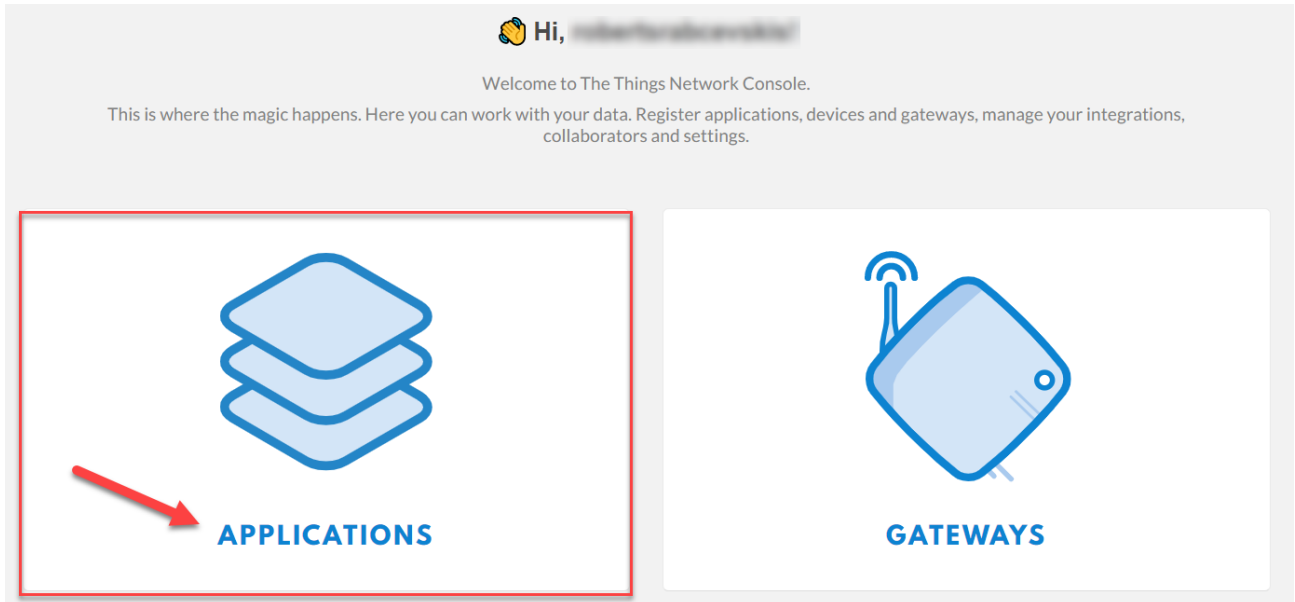 Hi,
Welcome to The Things Network Console.
This is where the magic happens. Here you can work with your data. Register applications, devices and gateways, manage your integrations,
collaborators and settings.
APPLICATIONS
GATEWAYS